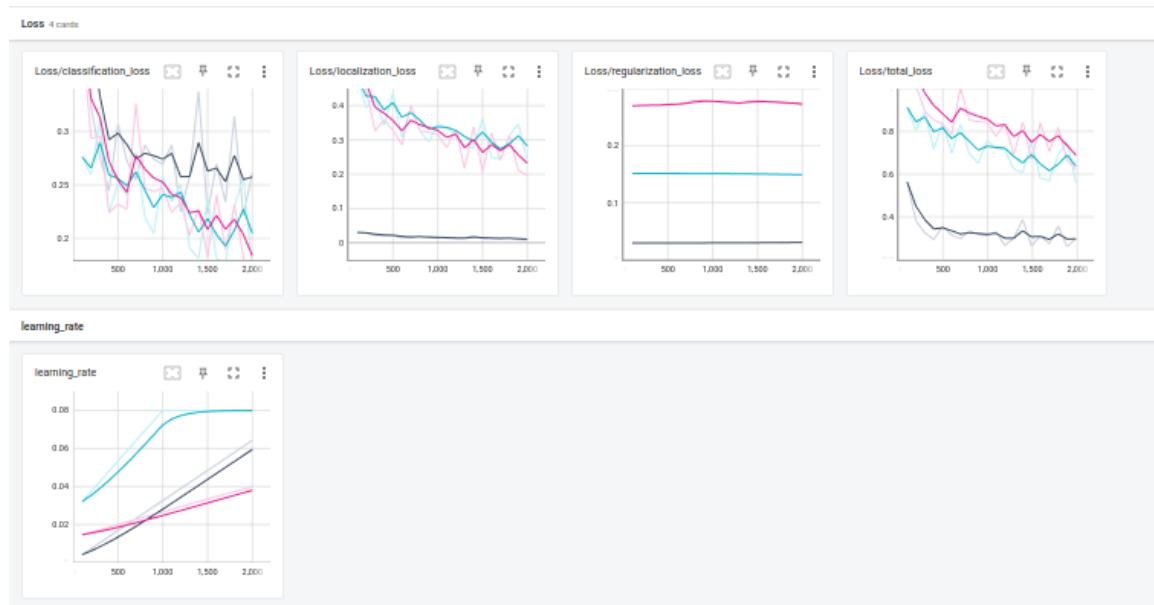 Loss 4 cards
Loss/classification_loss
0.3
0.25
0.2
500 1,000 1,500 2,000
Loss/localization_loss
0.4
0.3
0.2
0.1
0
500 1,000 1,500 2,000
Loss/regularization_loss
0.2
0.1
500 1,000 1,500 2,000
Loss/total_loss
0.8
0.6
0.4
500 1,000 1,500 2,000
learning_rate
learning_rate
0.08
0.06
0.04
0.02
500 1,000 1,500 2,000